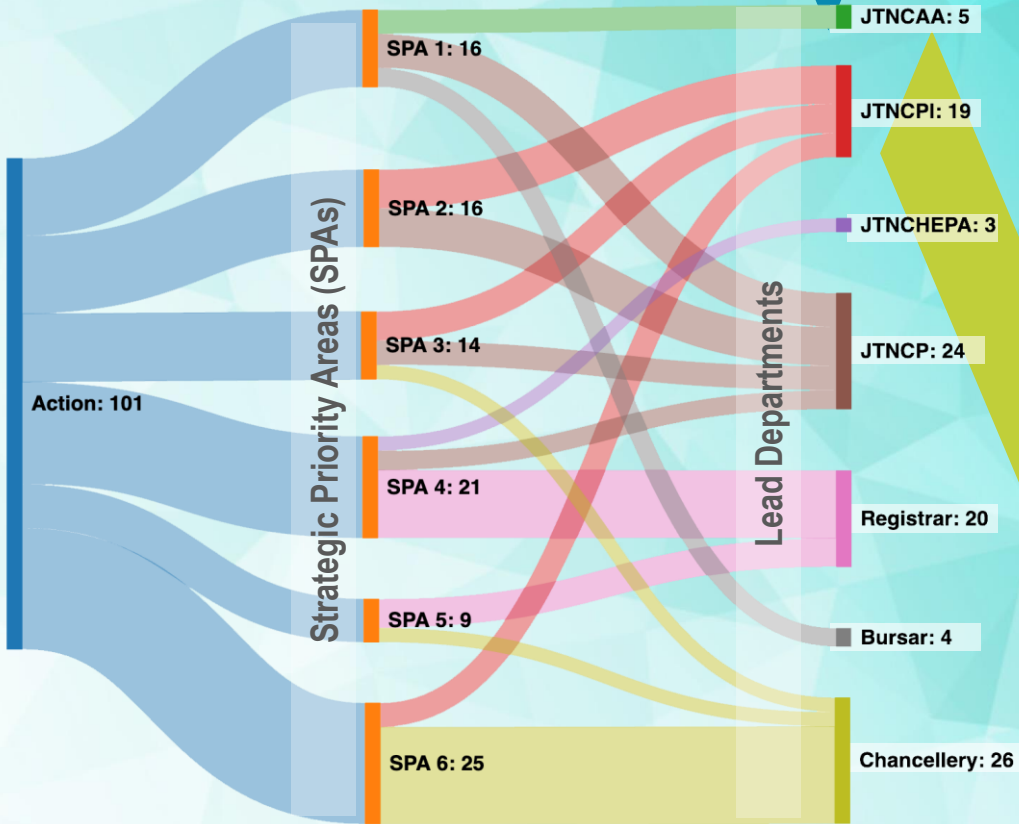 Action: 101
Strategic Priority Areas (SPAs)
SPA 1: 16
SPA 2: 16
SPA 3: 14
SPA 4: 21
SPA 5: 9
SPA 6: 25
Lead Departments
JTNCAA: 5
JTNCPI: 19
JTNCHEPA: 3
JTNCP: 24
Registrar: 20
Bursar: 4
Chancellery: 26